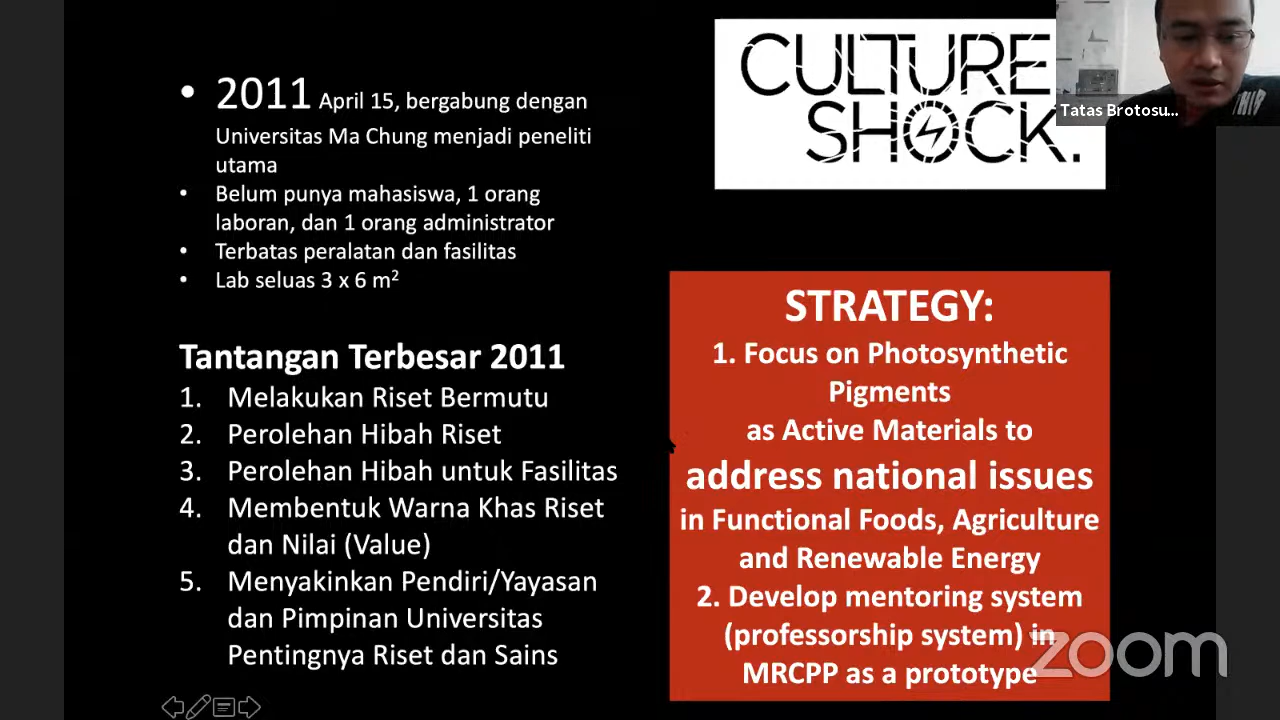 • 2011 April 15, bergabung dengan
Universitas Ma Chung menjadi peneliti
utama
• Belum punya mahasiswa, 1 orang
laboran, dan 1 orang administrator
• Terbatas peralatan dan fasilitas
• Lab seluas 3 x 6 m²
Tantangan Terbesar 2011
1. Melakukan Riset Bermutu
2. Perolehan Hibah Riset
3. Perolehan Hibah untuk Fasilitas
4. Membentuk Warna Khas Riset
dan Nilai (Value)
5. Menyakinkan Pendiri/Yayasan
dan Pimpinan Universitas
Pentingnya Riset dan Sains
CULTURE
SHOCK.
Tatas Brotosu...
STRATEGY:
1. Focus on Photosynthetic
Pigments
as Active Materials to
address national issues
in Functional Foods, Agriculture
and Renewable Energy
2. Develop mentoring system
(professorship system) in
MRCPP as a prototype
zoom